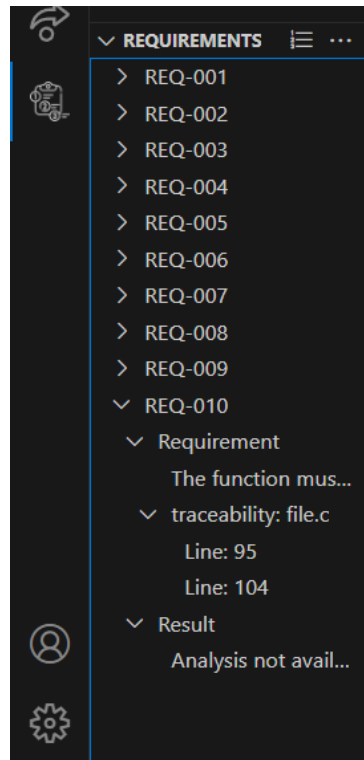 REQUIREMENTS
REQ-001
REQ-002
REQ-003
REQ-004
REQ-005
REQ-006
REQ-007
REQ-008
REQ-009
REQ-010
Requirement
The function mus...
traceability: file.c
Line: 95
Line: 104
Result
Analysis not avail...